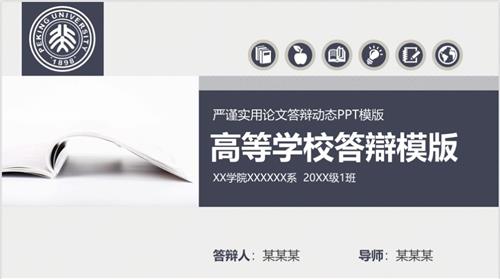 PEKING UNIVERSITY
1898
严谨实用论文答辩动态PPT模版
高等学校答辩模版
XX学院XXXXXX系 20XX级1班
答辩人：某某某 导师：某某某